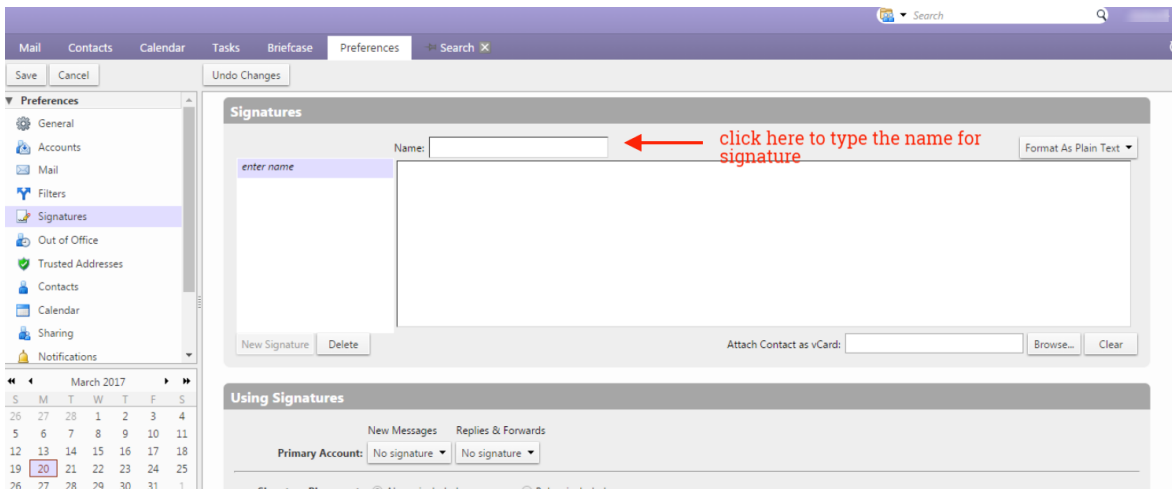 Search
Mail Contacts Calendar Tasks Briefcase Preferences Search
Save Cancel Undo Changes
Preferences
General
Accounts
Mail
Filters
Signatures
Out of Office
Trusted Addresses
Contacts
Calendar
Sharing
Notifications
March 2017
S M T W T F S
26 27 28 1 2 3 4
5 6 7 8 9 10 11
12 13 14 15 16 17 18
19 20 21 22 23 24 25
26 27 28 29 30 31 1
Signatures
Name:
click here to type the name for
signature
Format As Plain Text
enter name
New Signature Delete
Attach Contact as vCard: Browse... Clear
Using Signatures
New Messages Replies & Forwards
Primary Account: No signature No signature